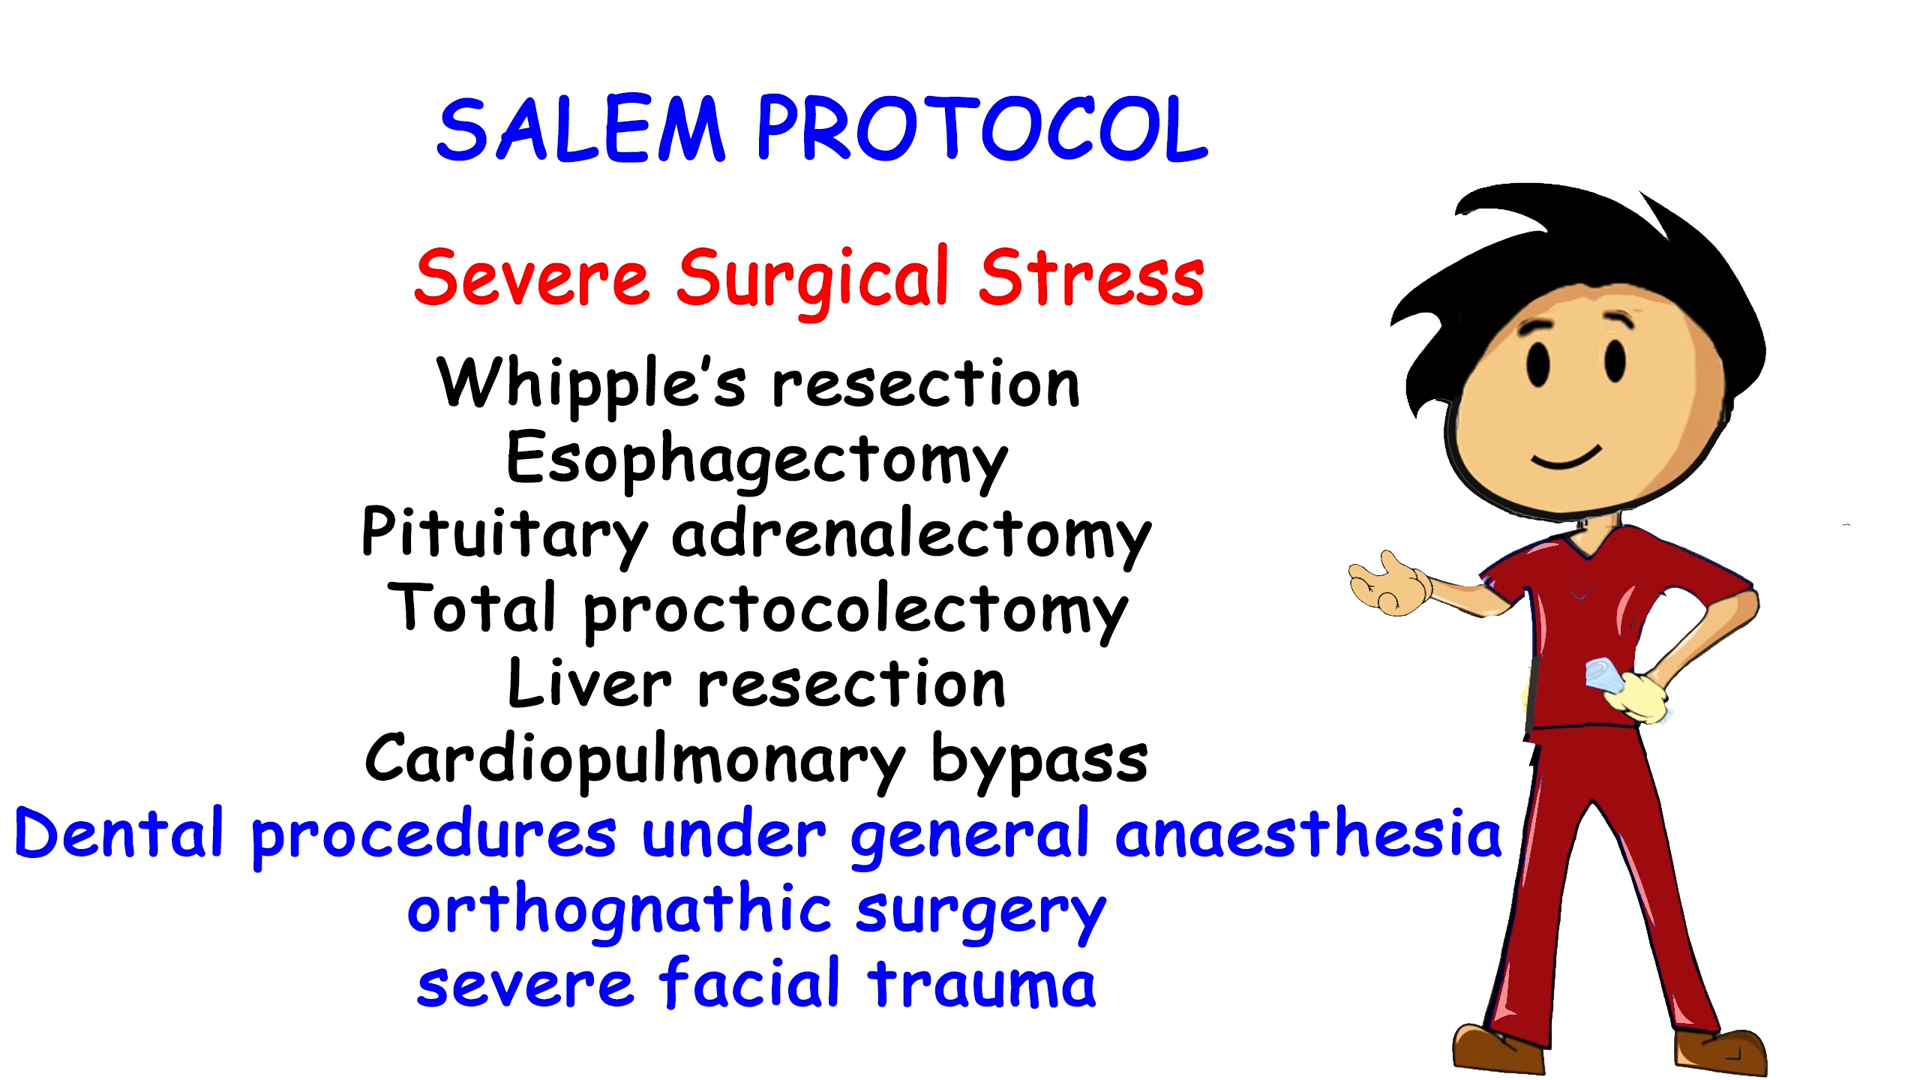 SALEM PROTOCOL
Severe Surgical Stress
Whipple's resection
Esophagectomy
Pituitary adrenalectomy
Total proctocolectomy
Liver resection
Cardiopulmonary bypass
Dental procedures under general anaesthesia
orthognathic surgery
severe facial trauma